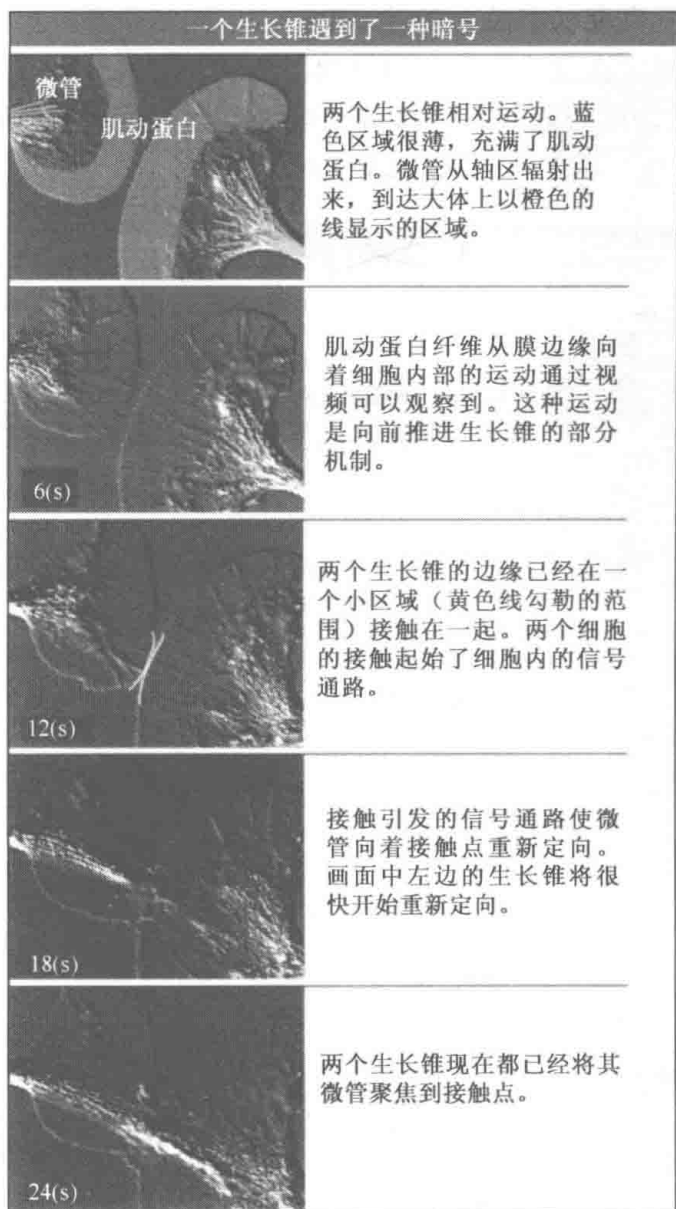 一个生长锥遇到了一种暗号
微管
肌动蛋白
两个生长锥相对运动。蓝
色区域很薄，充满了肌动
蛋白。微管从轴区辐射出
来，到达大体上以橙色的
线显示的区域。
肌动蛋白纤维从膜边缘向
着细胞内部的运动通过视
频可以观察到。这种运动
是向前推进生长锥的部分
机制。
6(s)
两个生长锥的边缘已经在一
个小区域（黄色线勾勒的范
围）接触在一起。两个细胞
的接触起始了细胞内的信号
通路。
12(s)
接触引发的信号通路使微
管向着接触点重新定向。
画面中左边的生长锥将很
快开始重新定向。
18(s)
两个生长锥现在都已经将其
微管聚焦到接触点。
24(s)